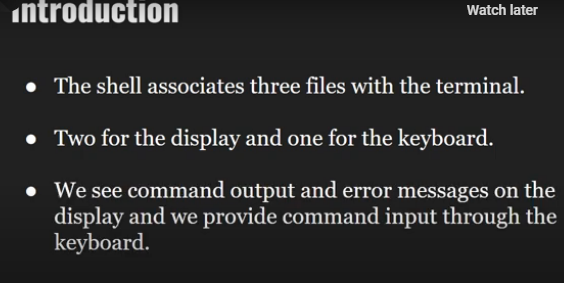 Introduction
Watch later
● The shell associates three files with the terminal.
● Two for the display and one for the keyboard.
● We see command output and error messages on the
display and we provide command input through the
keyboard.